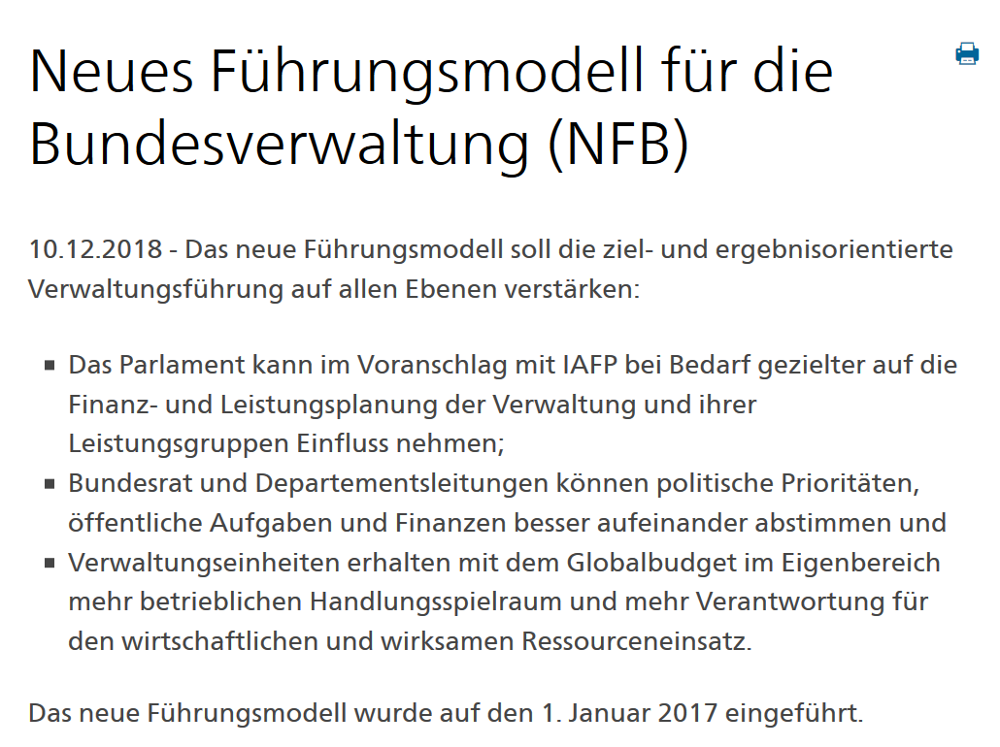 Neues Führungsmodell für die
Bundesverwaltung (NFB)
10.12.2018 - Das neue Führungsmodell soll die ziel- und ergebnisorientierte
Verwaltungsführung auf allen Ebenen verstärken:
▪ Das Parlament kann im Voranschlag mit IAFP bei Bedarf gezielter auf die
Finanz- und Leistungsplanung der Verwaltung und ihrer
Leistungsgruppen Einfluss nehmen;
▪ Bundesrat und Departementsleitungen können politische Prioritäten,
öffentliche Aufgaben und Finanzen besser aufeinander abstimmen und
▪ Verwaltungseinheiten erhalten mit dem Globalbudget im Eigenbereich
mehr betrieblichen Handlungsspielraum und mehr Verantwortung für
den wirtschaftlichen und wirksamen Ressourceneinsatz.
Das neue Führungsmodell wurde auf den 1. Januar 2017 eingeführt.